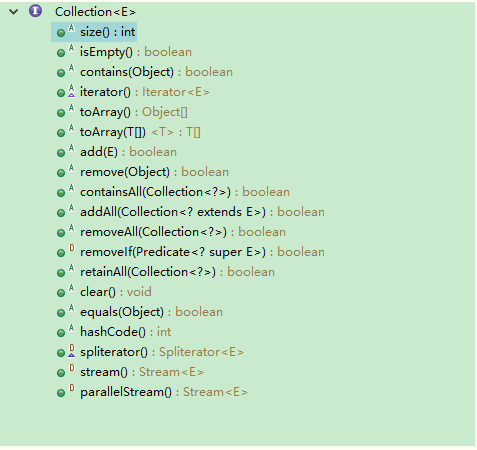 Collection<E>
size() : int
isEmpty() : boolean
contains(Object) : boolean
iterator() : Iterator<E>
toArray() : Object[]
toArray(T[]) <T> : T[]
add(E) : boolean
remove(Object) : boolean
containsAll(Collection<?>) : boolean
addAll(Collection<? extends E>) : boolean
removeAll(Collection<?>) : boolean
removeIf(Predicate<? super E>) : boolean
retainAll(Collection<?>) : boolean
clear() : void
equals(Object) : boolean
hashCode() : int
spliterator() : Spliterator<E>
stream() : Stream<E>
parallelStream() : Stream<E>